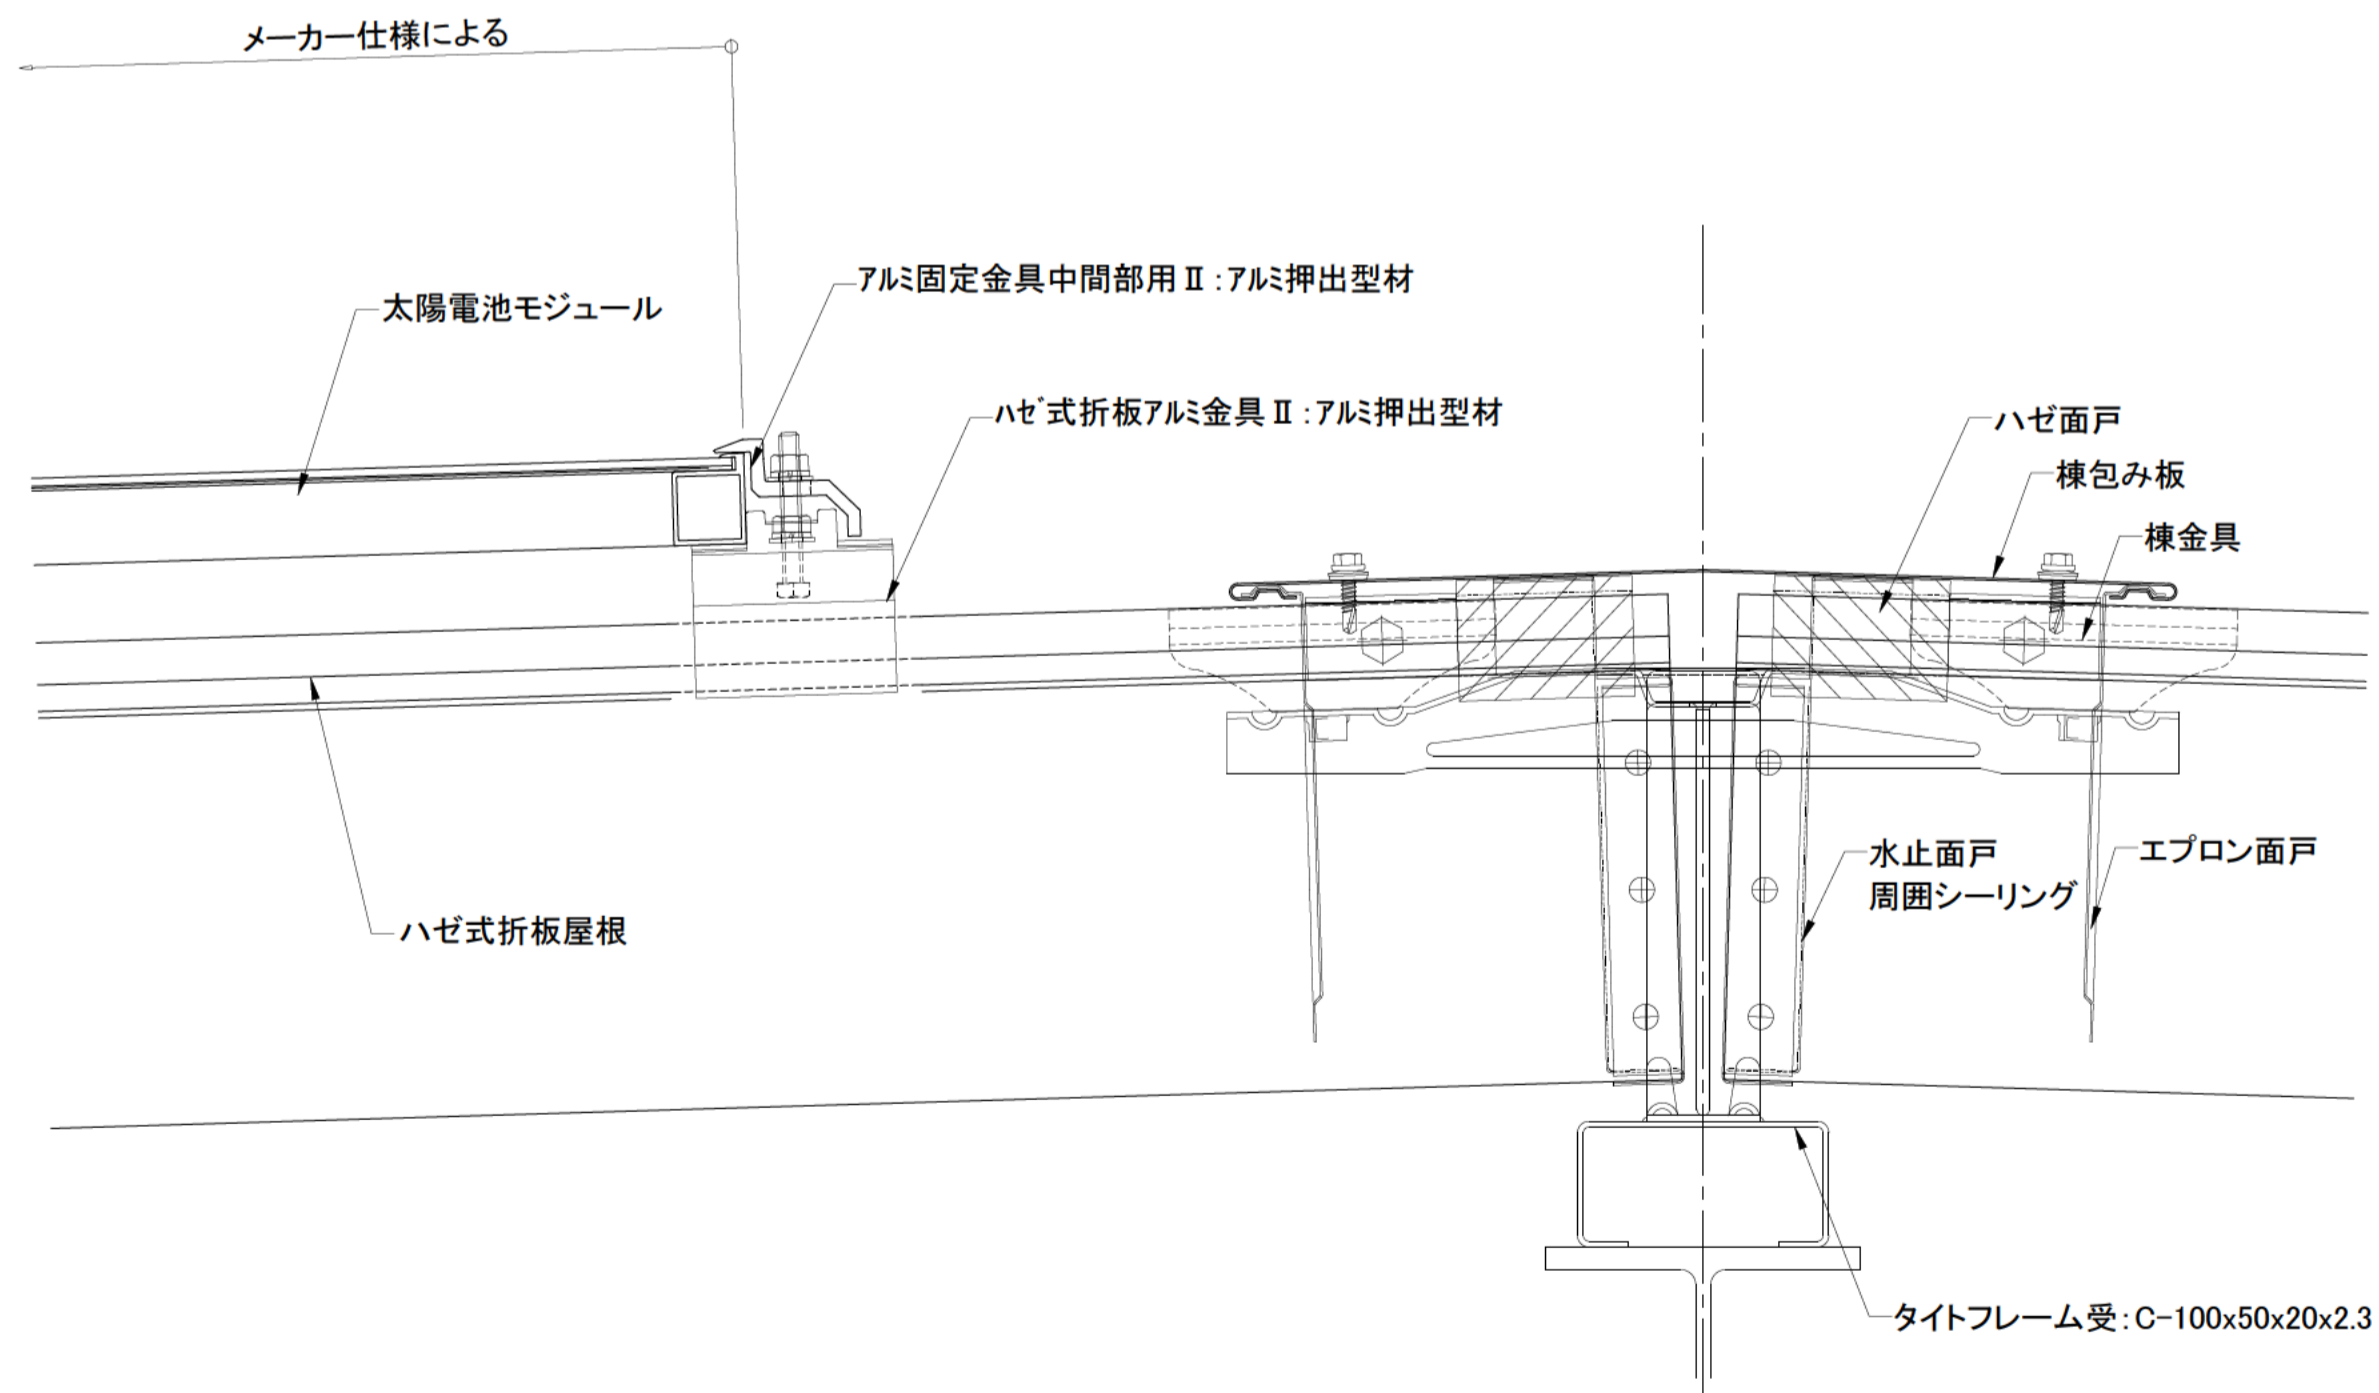 メーカー仕様による
アルミ固定金具中間部用Ⅱ:アルミ押出型材
太陽電池モジュール
ハゼ式折板アルミ金具Ⅱ:アルミ押出型材
ハゼ面戸
棟包み板
棟金具
水止面戸
周囲シーリング
エプロン面戸
ハゼ式折板屋根
タイトフレーム受:C-100x50x20x2.3